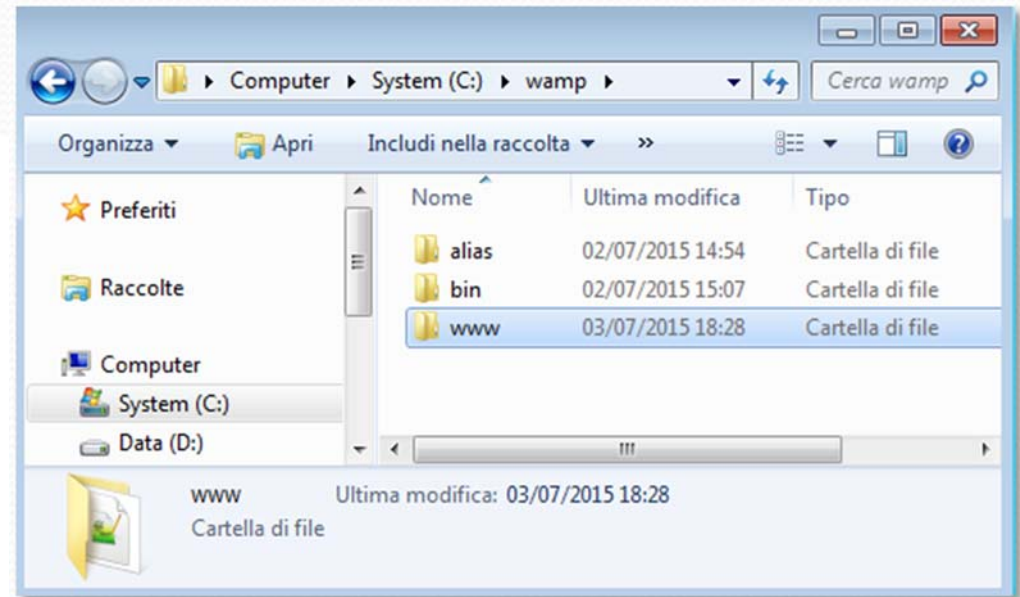 Computer System (C:) wamp Cerca wamp
Organizza Apri Includi nella raccolta »
Preferiti
Raccolte
Computer
System (C:)
Data (D:)
Nome Ultima modifica Tipo
alias 02/07/2015 14:54 Cartella di file
bin 02/07/2015 15:07 Cartella di file
www 03/07/2015 18:28 Cartella di file
www Ultima modifica: 03/07/2015 18:28
Cartella di file